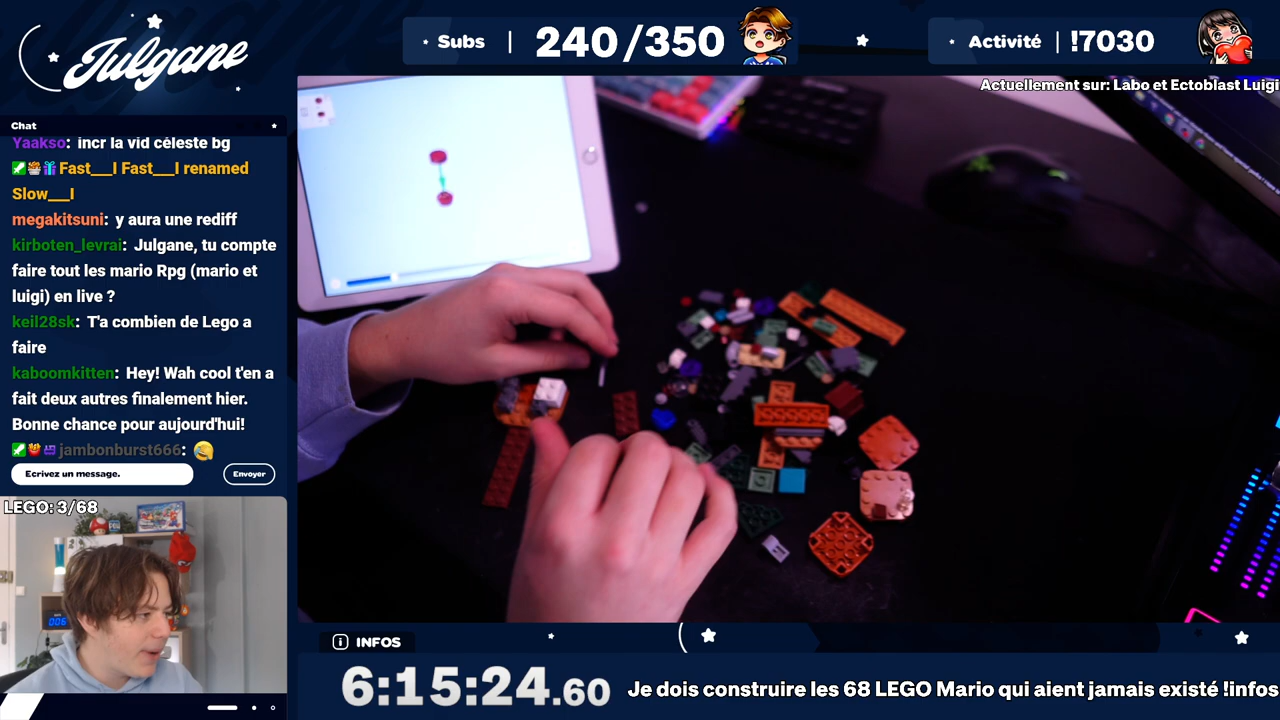 Julgane
Subs | 240/350
Activité | !7030
Actuellement sur: Labo et Ectoblast Luigi
Chat
Yaakso: incr la vid céleste bg
Fast___I Fast___I renamed
Slow___I
megakitsuni: y aura une rediff
kirboten_levrai: Julgane, tu compte
faire tout les mario Rpg (mario et
luigi) en live ?
keil28sk: T'a combien de Lego a
faire
kaboomkitten: Hey! Wah cool t'en a
fait deux autres finalement hier.
Bonne chance pour aujourd'hui!
jambonburst666:
Ecrivez un message.
Envoyer
LEGO: 3/68
006
INFOS
6:15:24.60
Je dois construire les 68 LEGO Mario qui aient jamais existé !infos